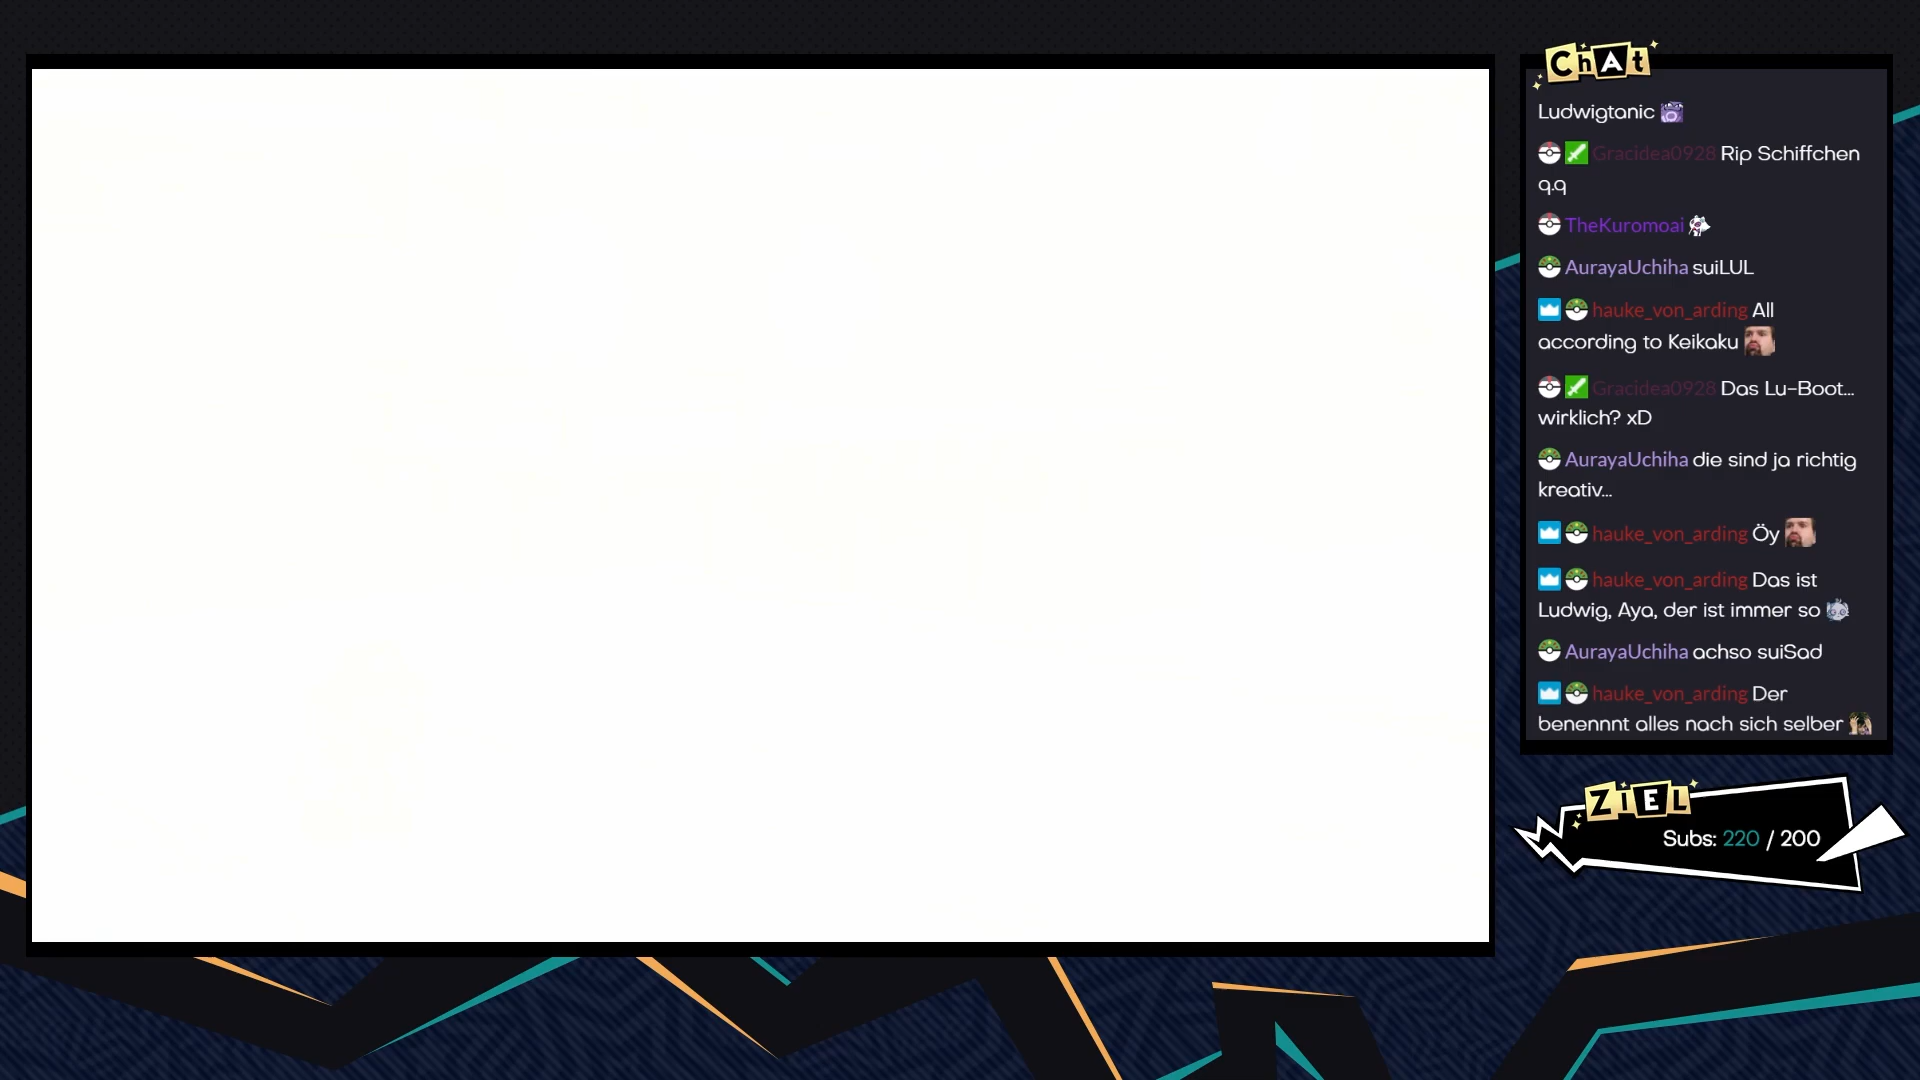 ChAt
Ludwigtanic
Gracidea0928 Rip Schiffchen
q.q
TheKuromoai
AurayaUchiha suiLUL
hauke_von_arding All
according to Keikaku
Gracidea0928 Das Lu-Boot...
wirklich? xD
AurayaUchiha die sind ja richtig
kreativ...
hauke_von_arding Öy
hauke_von_arding Das ist
Ludwig, Aya, der ist immer so
AurayaUchiha achso suiSad
hauke_von_arding Der
benennnt alles nach sich selber
ZiEL
Subs: 220 / 200